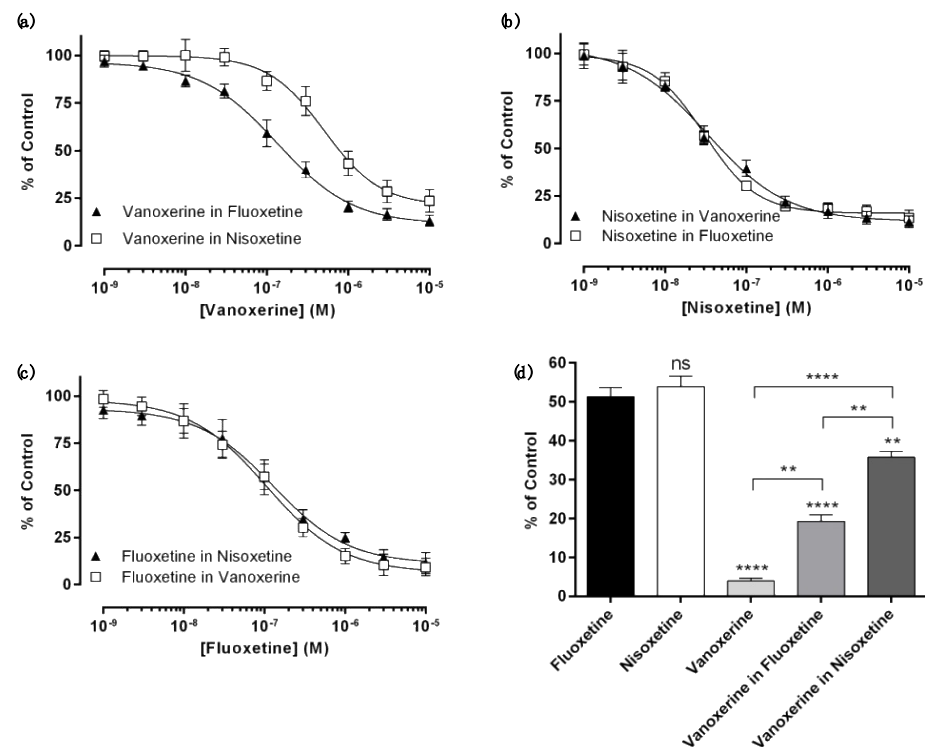 (a)
% of Control
100
75
50
25
0
Vanoxerine in Fluoxetine
Vanoxerine in Nisoxetine
10-9 10-8 10-7 10-6 10-5
[Vanoxerine] (M)
(b)
% of Control
100
75
50
25
0
Nisoxetine in Vanoxerine
Nisoxetine in Fluoxetine
10-9 10-8 10-7 10-6 10-5
[Nisoxetine] (M)
(c)
% of Control
100
75
50
25
0
Fluoxetine in Nisoxetine
Fluoxetine in Vanoxerine
10-9 10-8 10-7 10-6 10-5
[Fluoxetine] (M)
(d)
% of Control
60
50
40
30
20
10
0
ns
****
**
**
**
****
****
Fluoxetine
Nisoxetine
Vanoxerine
Vanoxerine in Fluoxetine
Vanoxerine in Nisoxetine